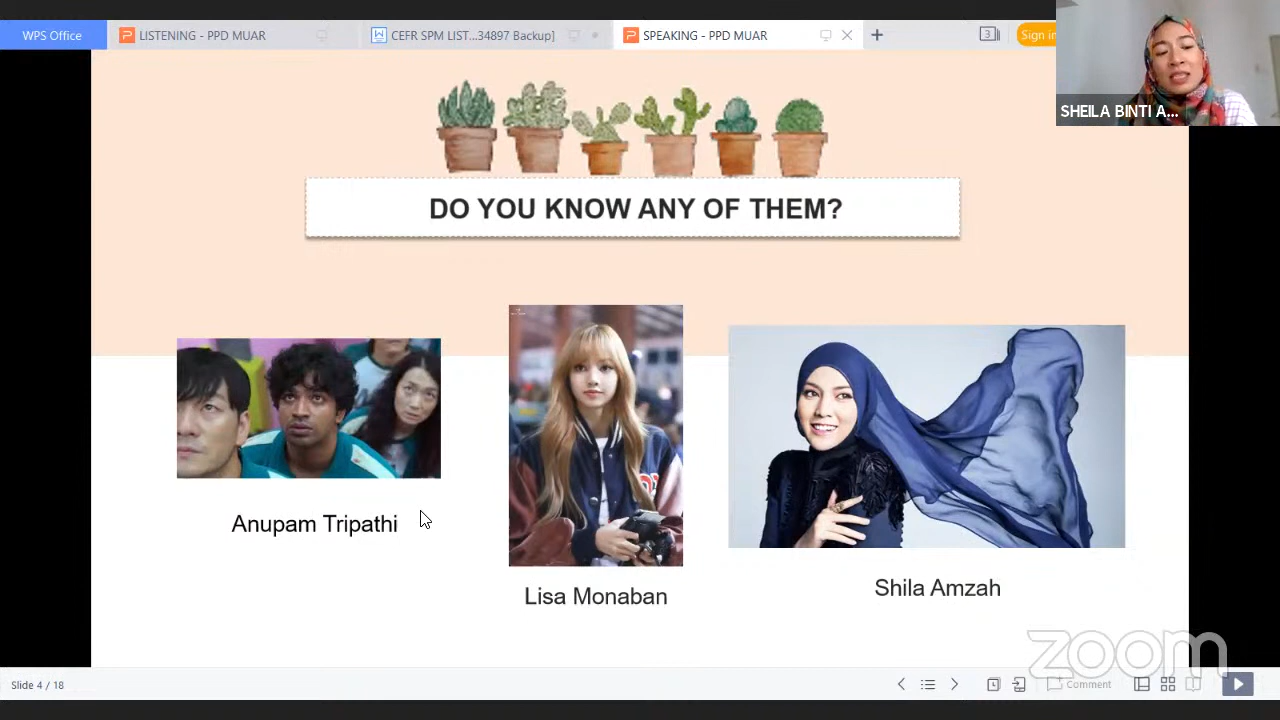 WPS Office
LISTENING - PPD MUAR
CEFR SPM LIST...34897 Backup]
SPEAKING - PPD MUAR
3
Sign in
SHEILA BINTI A...
DO YOU KNOW ANY OF THEM?
Anupam Tripathi
Lisa Monaban
Shila Amzah
zoom
Slide 4 / 18
Comment